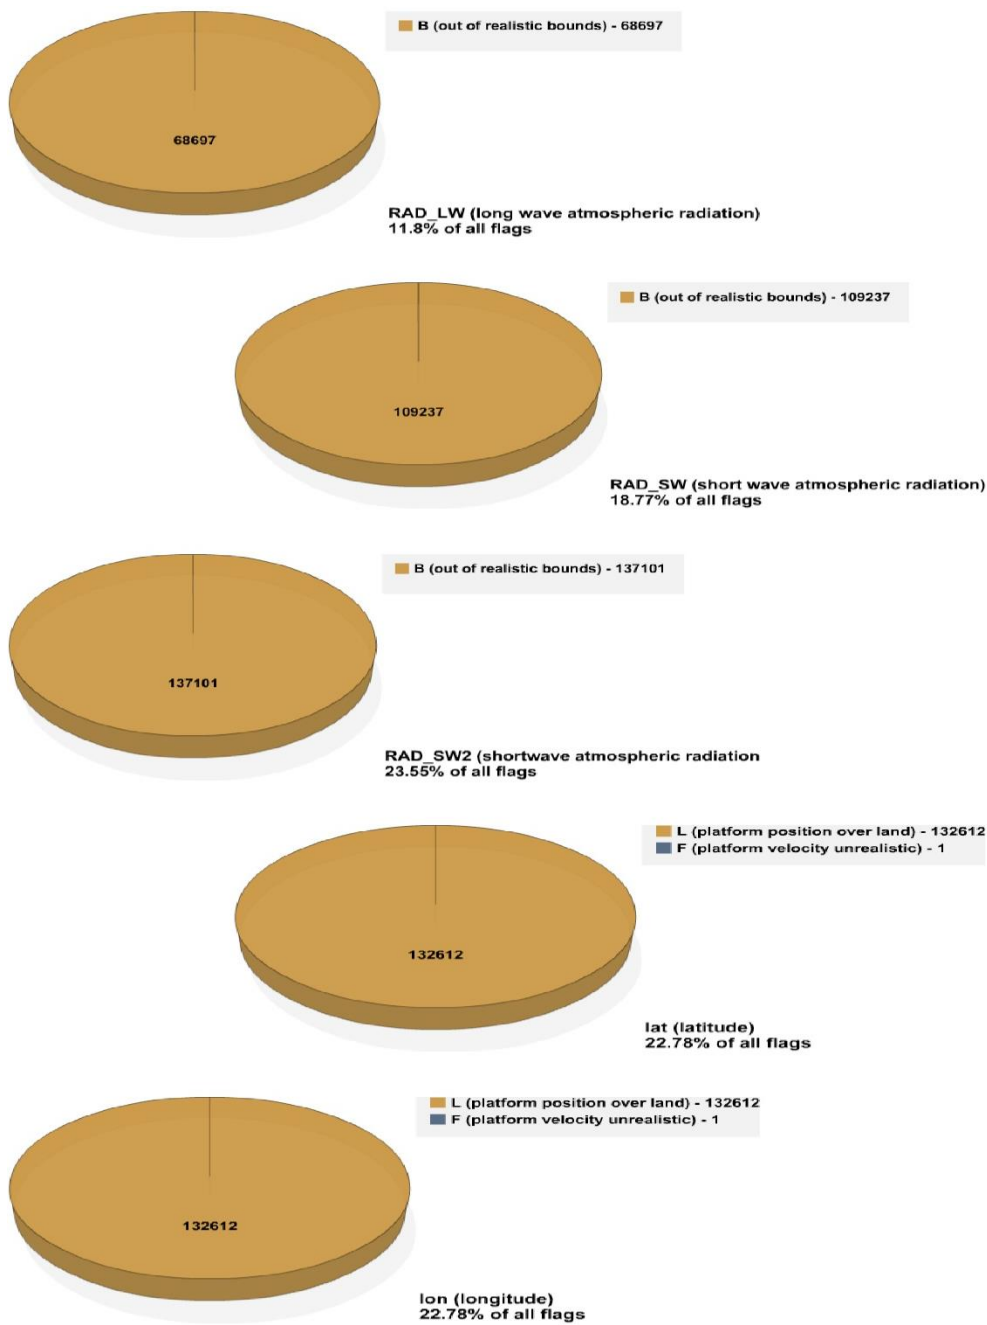 B (out of realistic bounds) - 68697
68697
RAD_LW (long wave atmospheric radiation)
11.8% of all flags
B (out of realistic bounds) - 109237
109237
RAD_SW (short wave atmospheric radiation)
18.77% of all flags
B (out of realistic bounds) - 137101
137101
RAD_SW2 (shortwave atmospheric radiation
23.55% of all flags
L (platform position over land) - 132612
F (platform velocity unrealistic) - 1
132612
lat (latitude)
22.78% of all flags
L (platform position over land) - 132612
F (platform velocity unrealistic) - 1
132612
lon (longitude)
22.78% of all flags